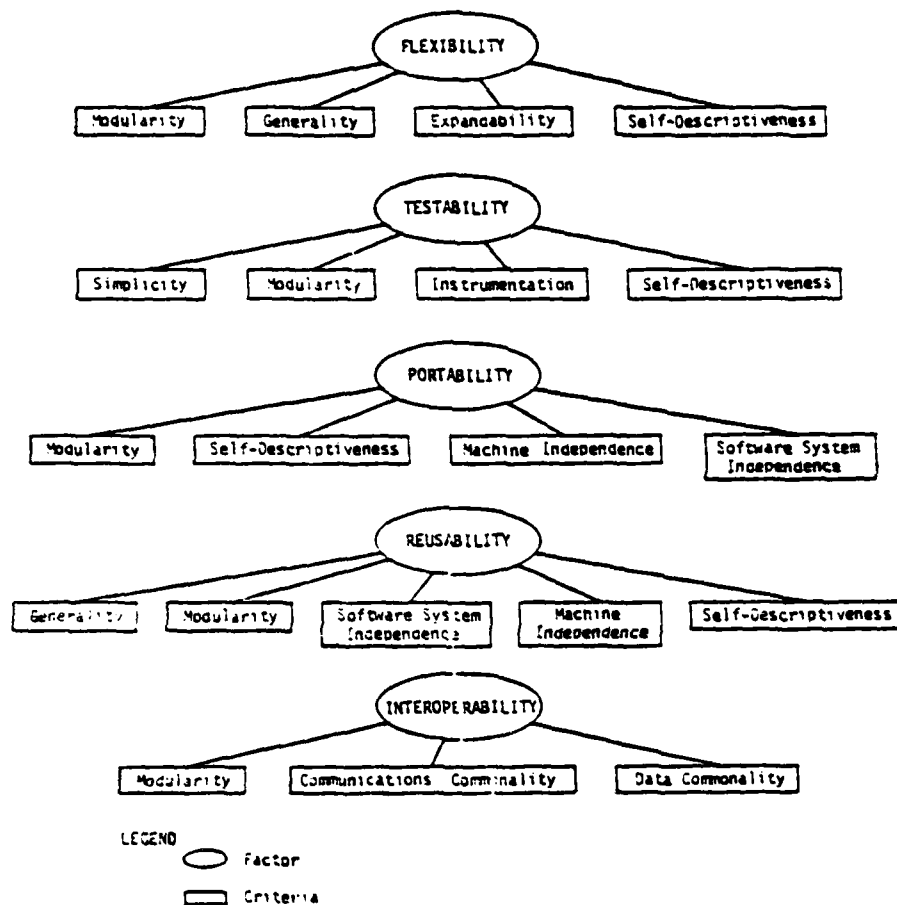 FLEXIBILITY
Modularity Generality Expandability Self-Descriptiveness
TESTABILITY
Simplicity Modularity Instrumentation Self-Descriptiveness
PORTABILITY
Modularity Self-Descriptiveness Machine Independence Software System Independence
REUSABILITY
Generality Modularity Software System Independence Machine Independence Self-Descriptiveness
INTEROPERABILITY
Modularity Communications Commonality Data Commonality
LEGEND
Factor
Criteria